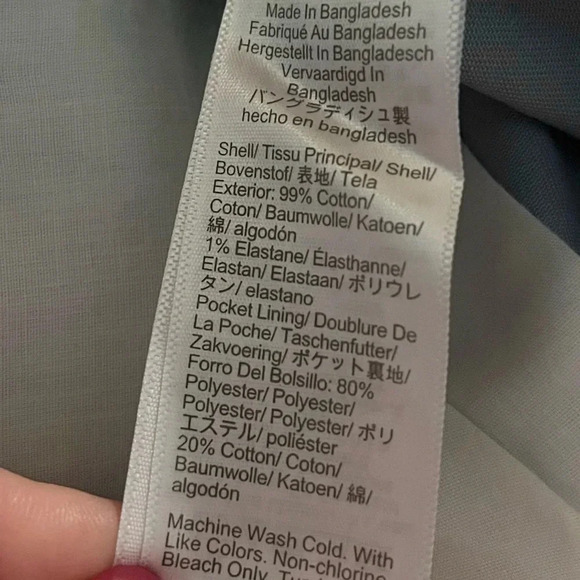 Made In Bangladesh
Fabriqué Au Bangladesh
Hergestellt In Bangladesch
Vervaardigd In
Bangladesh
バングラディシュ製
hecho en bangladesh
Shell/ Tissu Principal/ Shell/
Bovenstof/ 表地/ Tela
Exterior: 99% Cotton/
Coton/ Baumwolle/ Katoen/
綿/ algodón
1% Elastane/ Élasthanne/
Elastan/ Elastaan/ ポリウレ
タン/ elastano
Pocket Lining/ Doublure De
La Poche/ Taschenfutter/
Zakvoering/ ポケット裏地/
Forro Del Bolsillo: 80%
Polyester/ Polyester/
Polyester/ Polyester/ ポリ
エステル/ poliéster
20% Cotton/ Coton/
Baumwolle/ Katoen/ 綿/
algodón
Machine Wash Cold. With
Like Colors. Non-chlorine
Bleach Only.